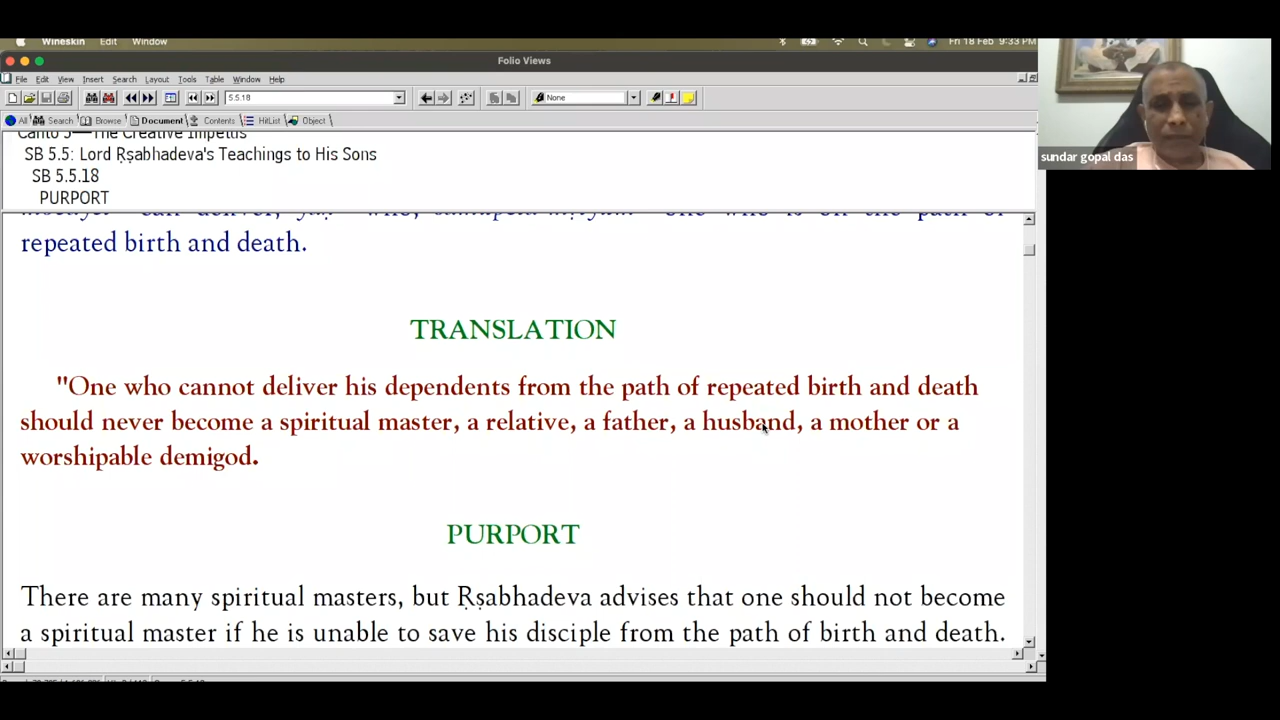 Wineskin Edit Window Fri 18 Feb 9:33 PM
Folio Views
File Edit View Insert Search Layout Tools Table Window Help
5.5.18 None
All Search Browse Document Contents HitList Object
Canto 5—The Creative Impetus
SB 5.5: Lord Ṛṣabhadeva's Teachings to His Sons
SB 5.5.18
PURPORT
sundar gopal das
repeated birth and death.
TRANSLATION
"One who cannot deliver his dependents from the path of repeated birth and death
should never become a spiritual master, a relative, a father, a husband, a mother or a
worshipable demigod.
PURPORT
There are many spiritual masters, but Ṛṣabhadeva advises that one should not become
a spiritual master if he is unable to save his disciple from the path of birth and death.